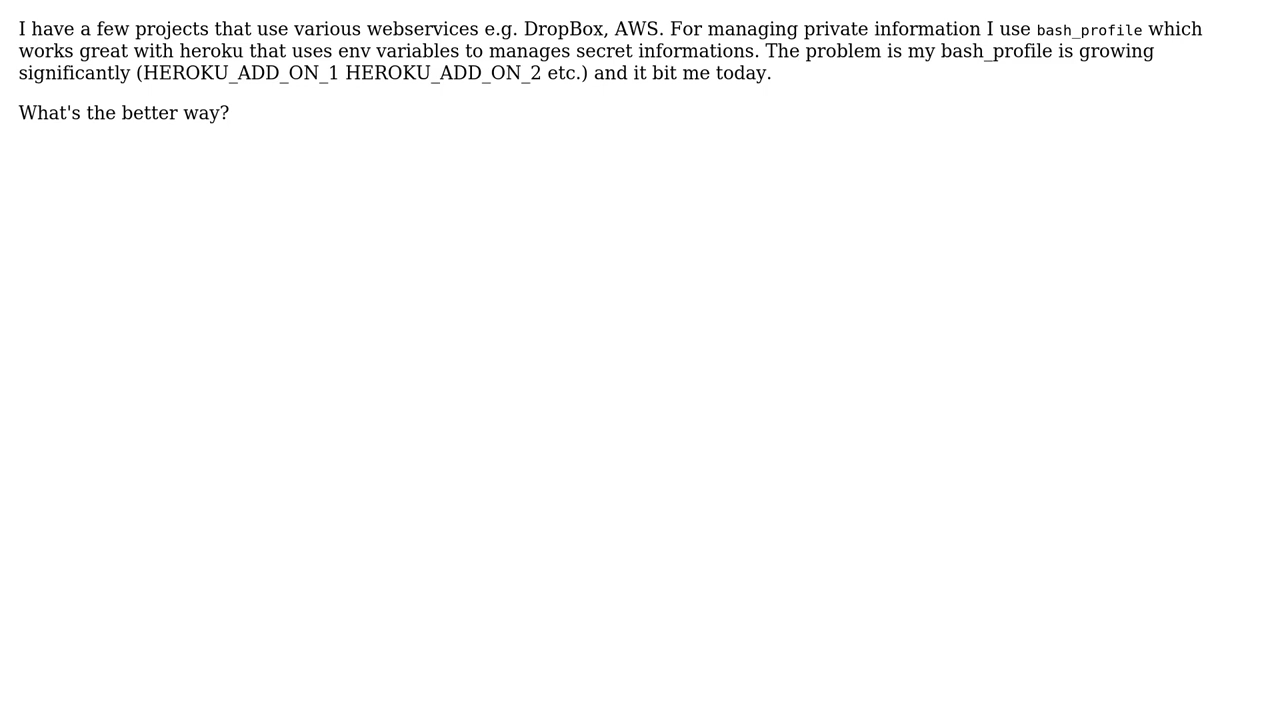 I have a few projects that use various webservices e.g. DropBox, AWS. For managing private information I use bash_profile which
works great with heroku that uses env variables to manages secret informations. The problem is my bash_profile is growing
significantly (HEROKU_ADD_ON_1 HEROKU_ADD_ON_2 etc.) and it bit me today.
What's the better way?